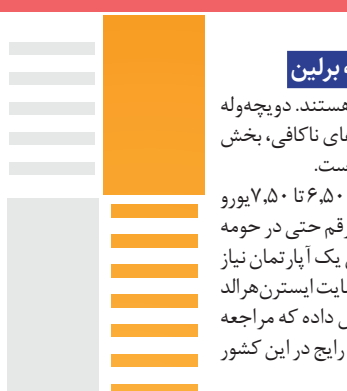 ، برلین
هستند. دویچه‌وله
های ناکافی، بخش
است.
۶٫۵۰ تا ۷٫۵۰ یورو
رقم حتی در حومه
یک آپارتمان نیاز
سایت ایسترن‌هرالد
داده که مراجعه
رایج در این کشور